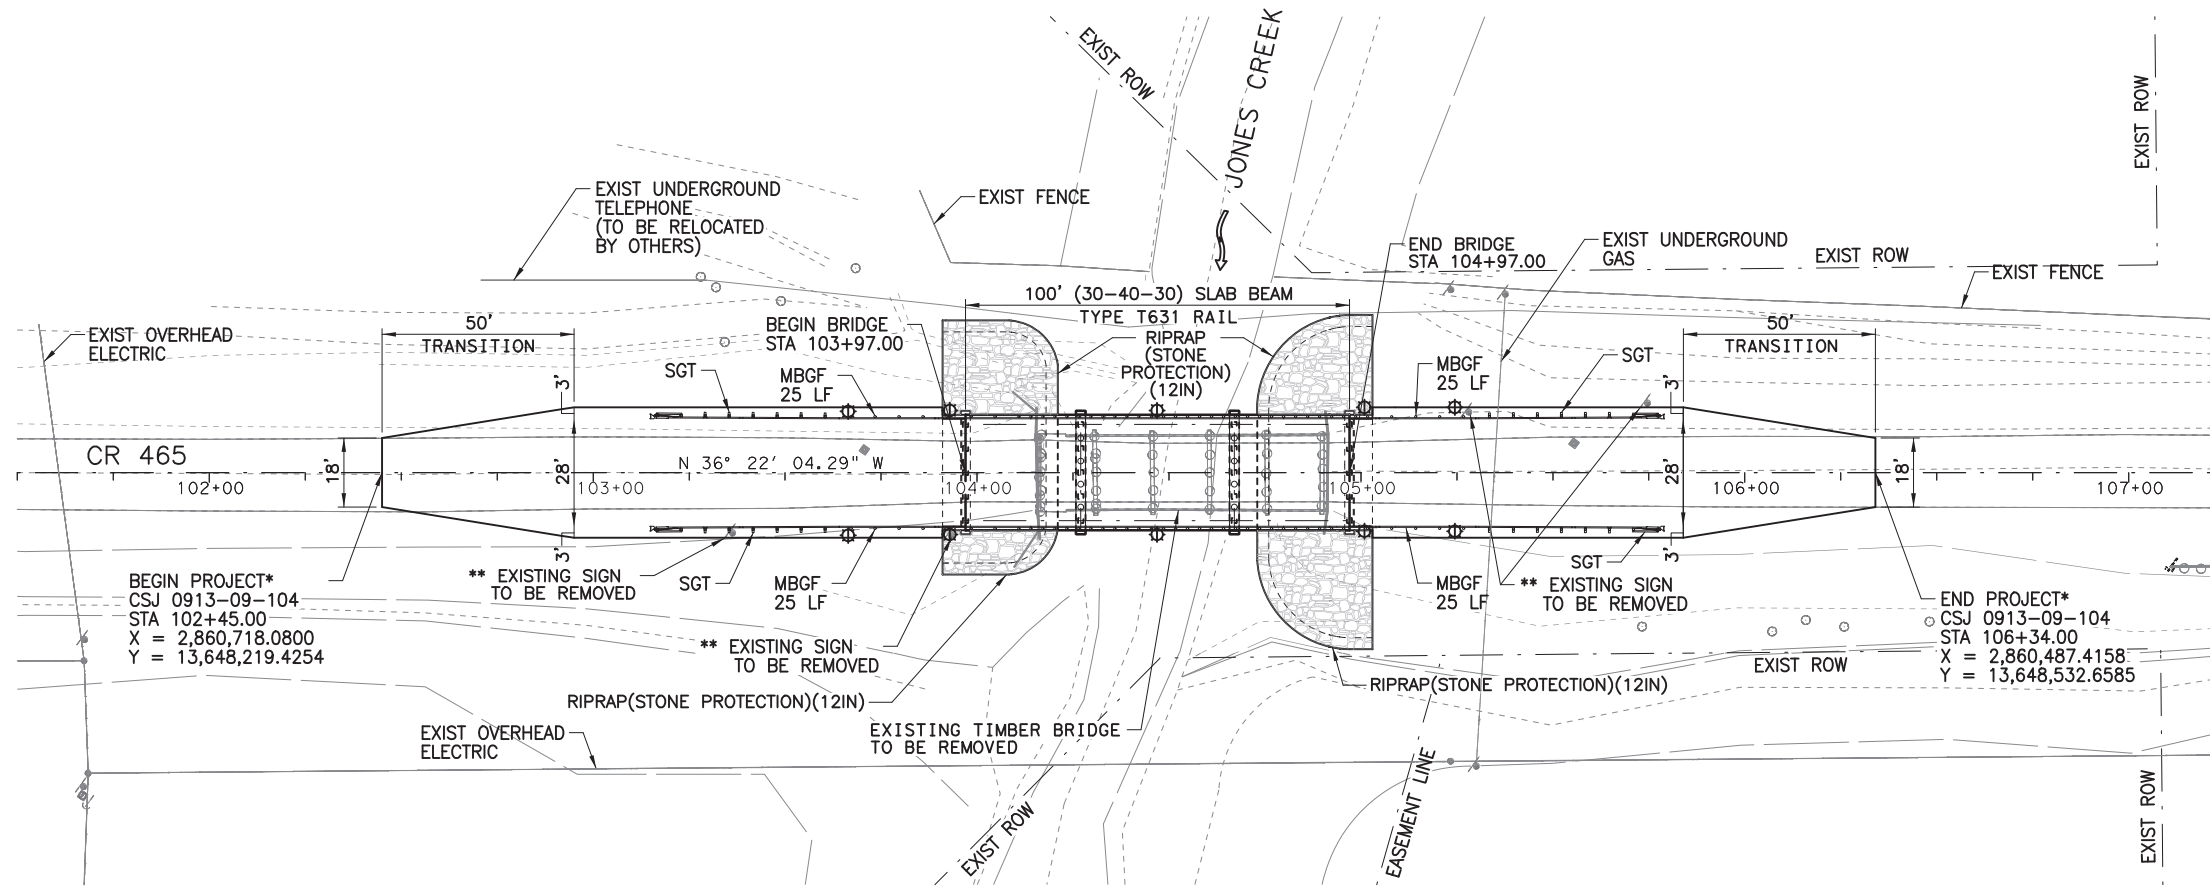 EXIST ROW
JONES CREEK
EXIST ROW
EXIST UNDERGROUND
TELEPHONE
(TO BE RELOCATED
BY OTHERS)
EXIST FENCE
END BRIDGE
STA 104+97.00
EXIST UNDERGROUND
GAS
EXIST ROW
EXIST FENCE
100' (30-40-30) SLAB BEAM
TYPE T631 RAIL
EXIST OVERHEAD
ELECTRIC
50'
TRANSITION
BEGIN BRIDGE
STA 103+97.00
RIPRAP
(STONE
PROTECTION)
(12IN)
50'
TRANSITION
SGT
MBGF
25 LF
MBGF
25 LF
SGT
3'
3'
CR 465
N 36° 22' 04.29" W
18'
28'
28'
18'
102+00
103+00
104+00
105+00
106+00
107+00
3'
3'
BEGIN PROJECT*
CSJ 0913-09-104
STA 102+45.00
X = 2,860,718.0800
Y = 13,648,219.4254
** EXISTING SIGN
TO BE REMOVED
SGT
MBGF
25 LF
MBGF
25 LF
SGT
** EXISTING SIGN
TO BE REMOVED
END PROJECT*
CSJ 0913-09-104
STA 106+34.00
X = 2,860,487.4158
Y = 13,648,532.6585
** EXISTING SIGN
TO BE REMOVED
RIPRAP(STONE PROTECTION)(12IN)
RIPRAP(STONE PROTECTION)(12IN)
EXIST ROW
EXIST OVERHEAD
ELECTRIC
EXISTING TIMBER BRIDGE
TO BE REMOVED
EXIST ROW
EASEMENT LINE
EXIST ROW